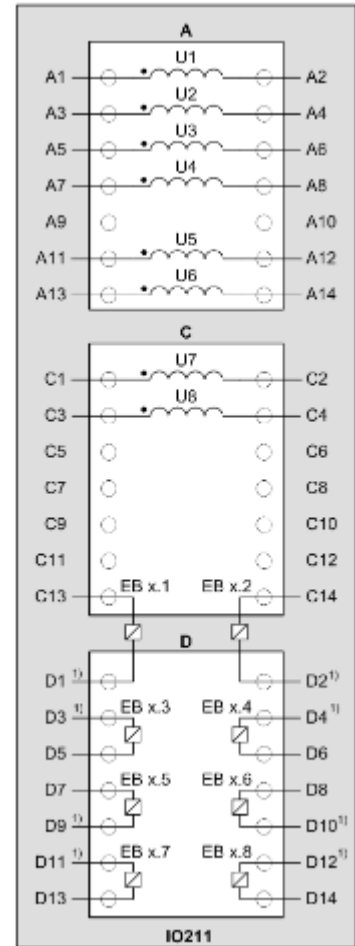 A
U1
A1 A2
U2
A3 A4
U3
A5 A6
U4
A7 A8
A9 A10
U5
A11 A12
U6
A13 A14
C
U7
C1 C2
U8
C3 C4
C5 C6
C7 C8
C9 C10
C11 C12
EB x.1 EB x.2
C13 C14
D
D1 1) D2 1)
EB x.3 EB x.4
D3 1) D4 1)
D5 D6
EB x.5 EB x.6
D7 D8
D9 1) D10 1)
EB x.7 EB x.8
D11 1) D12 1)
D13 D14
IO211